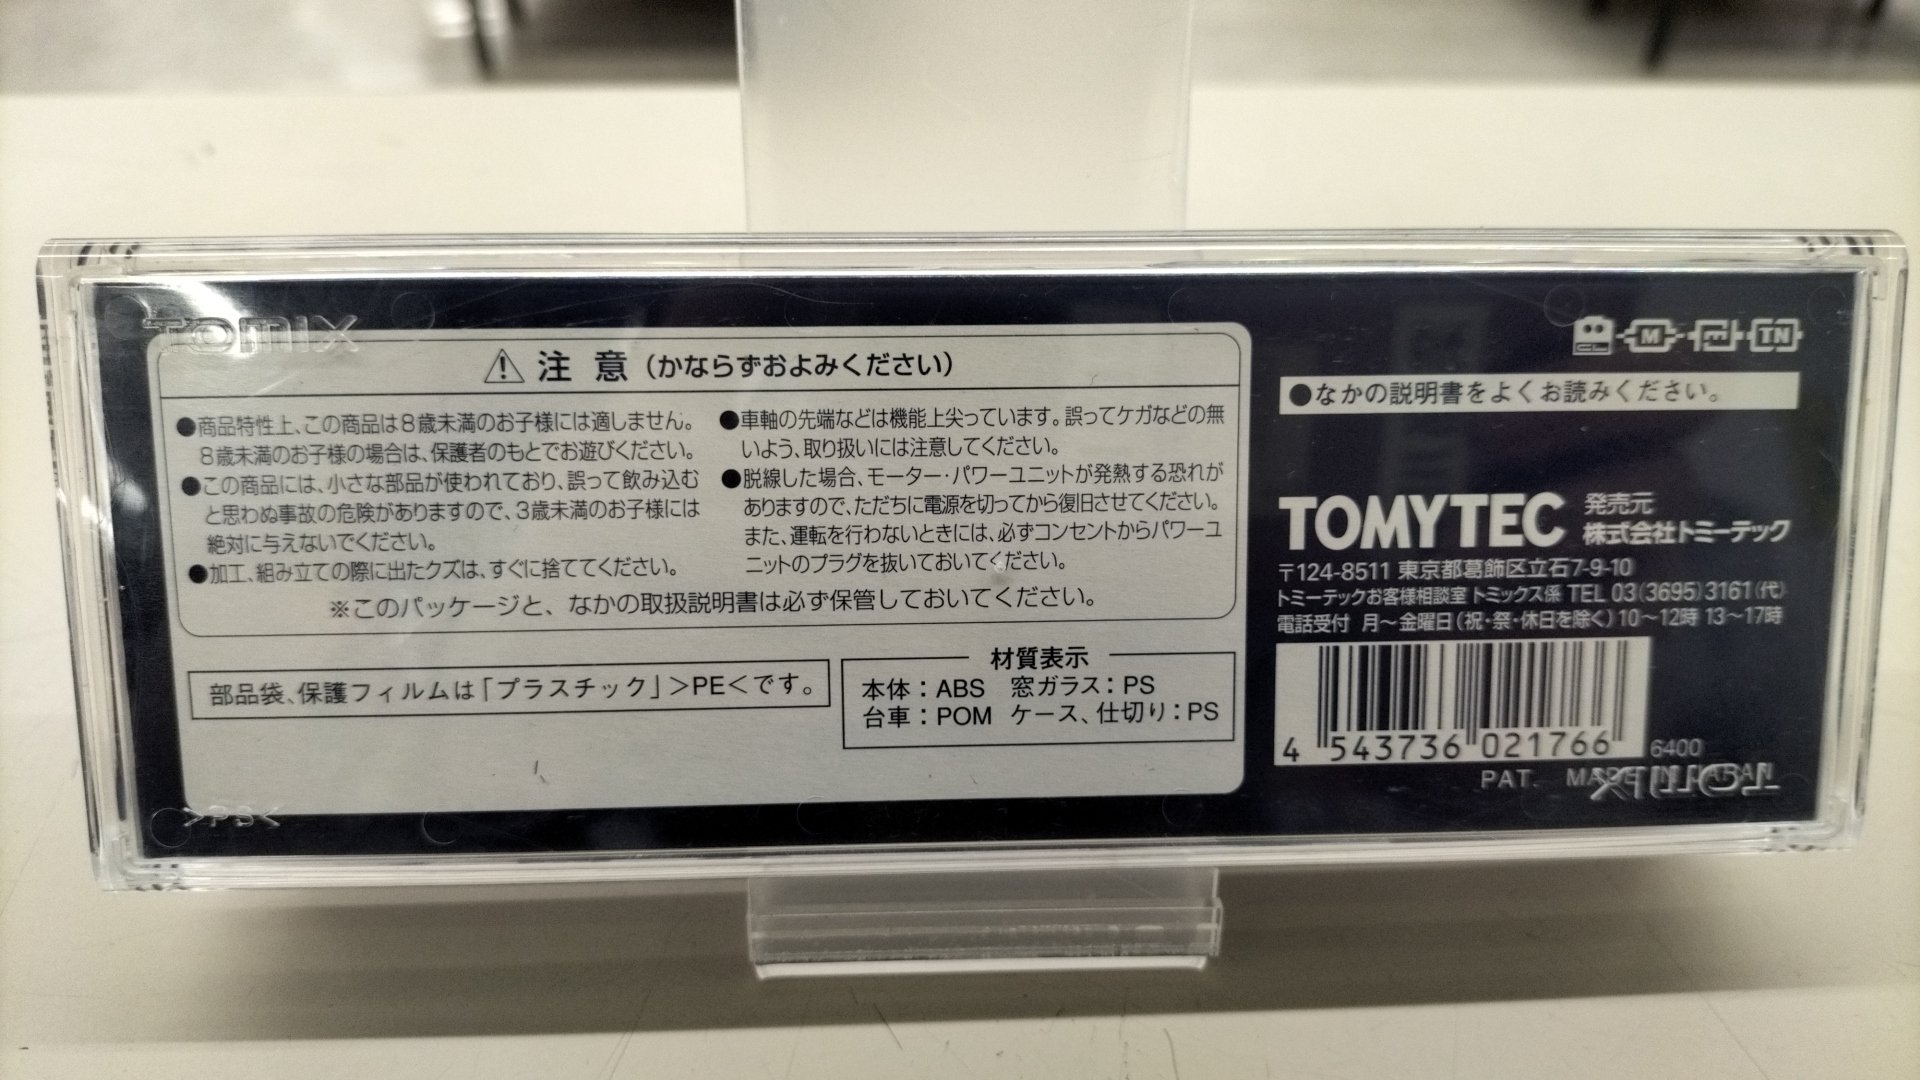 TOMIX
注 意（かならずおよみください）
●商品特性上、この商品は8歳未満のお子様には適しません。
8歳未満のお子様の場合は、保護者のもとでお遊びください。
●この商品には、小さな部品が使われており、誤って飲み込む
と思わぬ事故の危険がありますので、3歳未満のお子様には
絶対に与えないでください。
●加工、組み立ての際に出たクズは、すぐに捨ててください。
●車軸の先端などは機能上尖っています。誤ってケガなどの無
いよう、取り扱いには注意してください。
●脱線した場合、モーター・パワーユニットが発熱する恐れが
ありますので、ただちに電源を切ってから復旧させてください。
また、運転を行わないときには、必ずコンセントからパワーユ
ニットのプラグを抜いておいてください。
※このパッケージと、なかの取扱説明書は必ず保管しておいてください。
部品袋、保護フィルムは「プラスチック」>PE<です。
材質表示
本体：ABS 窓ガラス：PS
台車：POM ケース、仕切り：PS
>PS<
CL M F TN
●なかの説明書をよくお読みください。
TOMYTEC 発売元
株式会社トミーテック
〒124-8511 東京都葛飾区立石7-9-10
トミーテックお客様相談室 トミックス係 TEL 03(3695)3161(代)
電話受付 月～金曜日(祝・祭・休日を除く)10～12時 13～17時
4 543736 021766
6400
PAT. MADE IN JAPAN
TOMIX